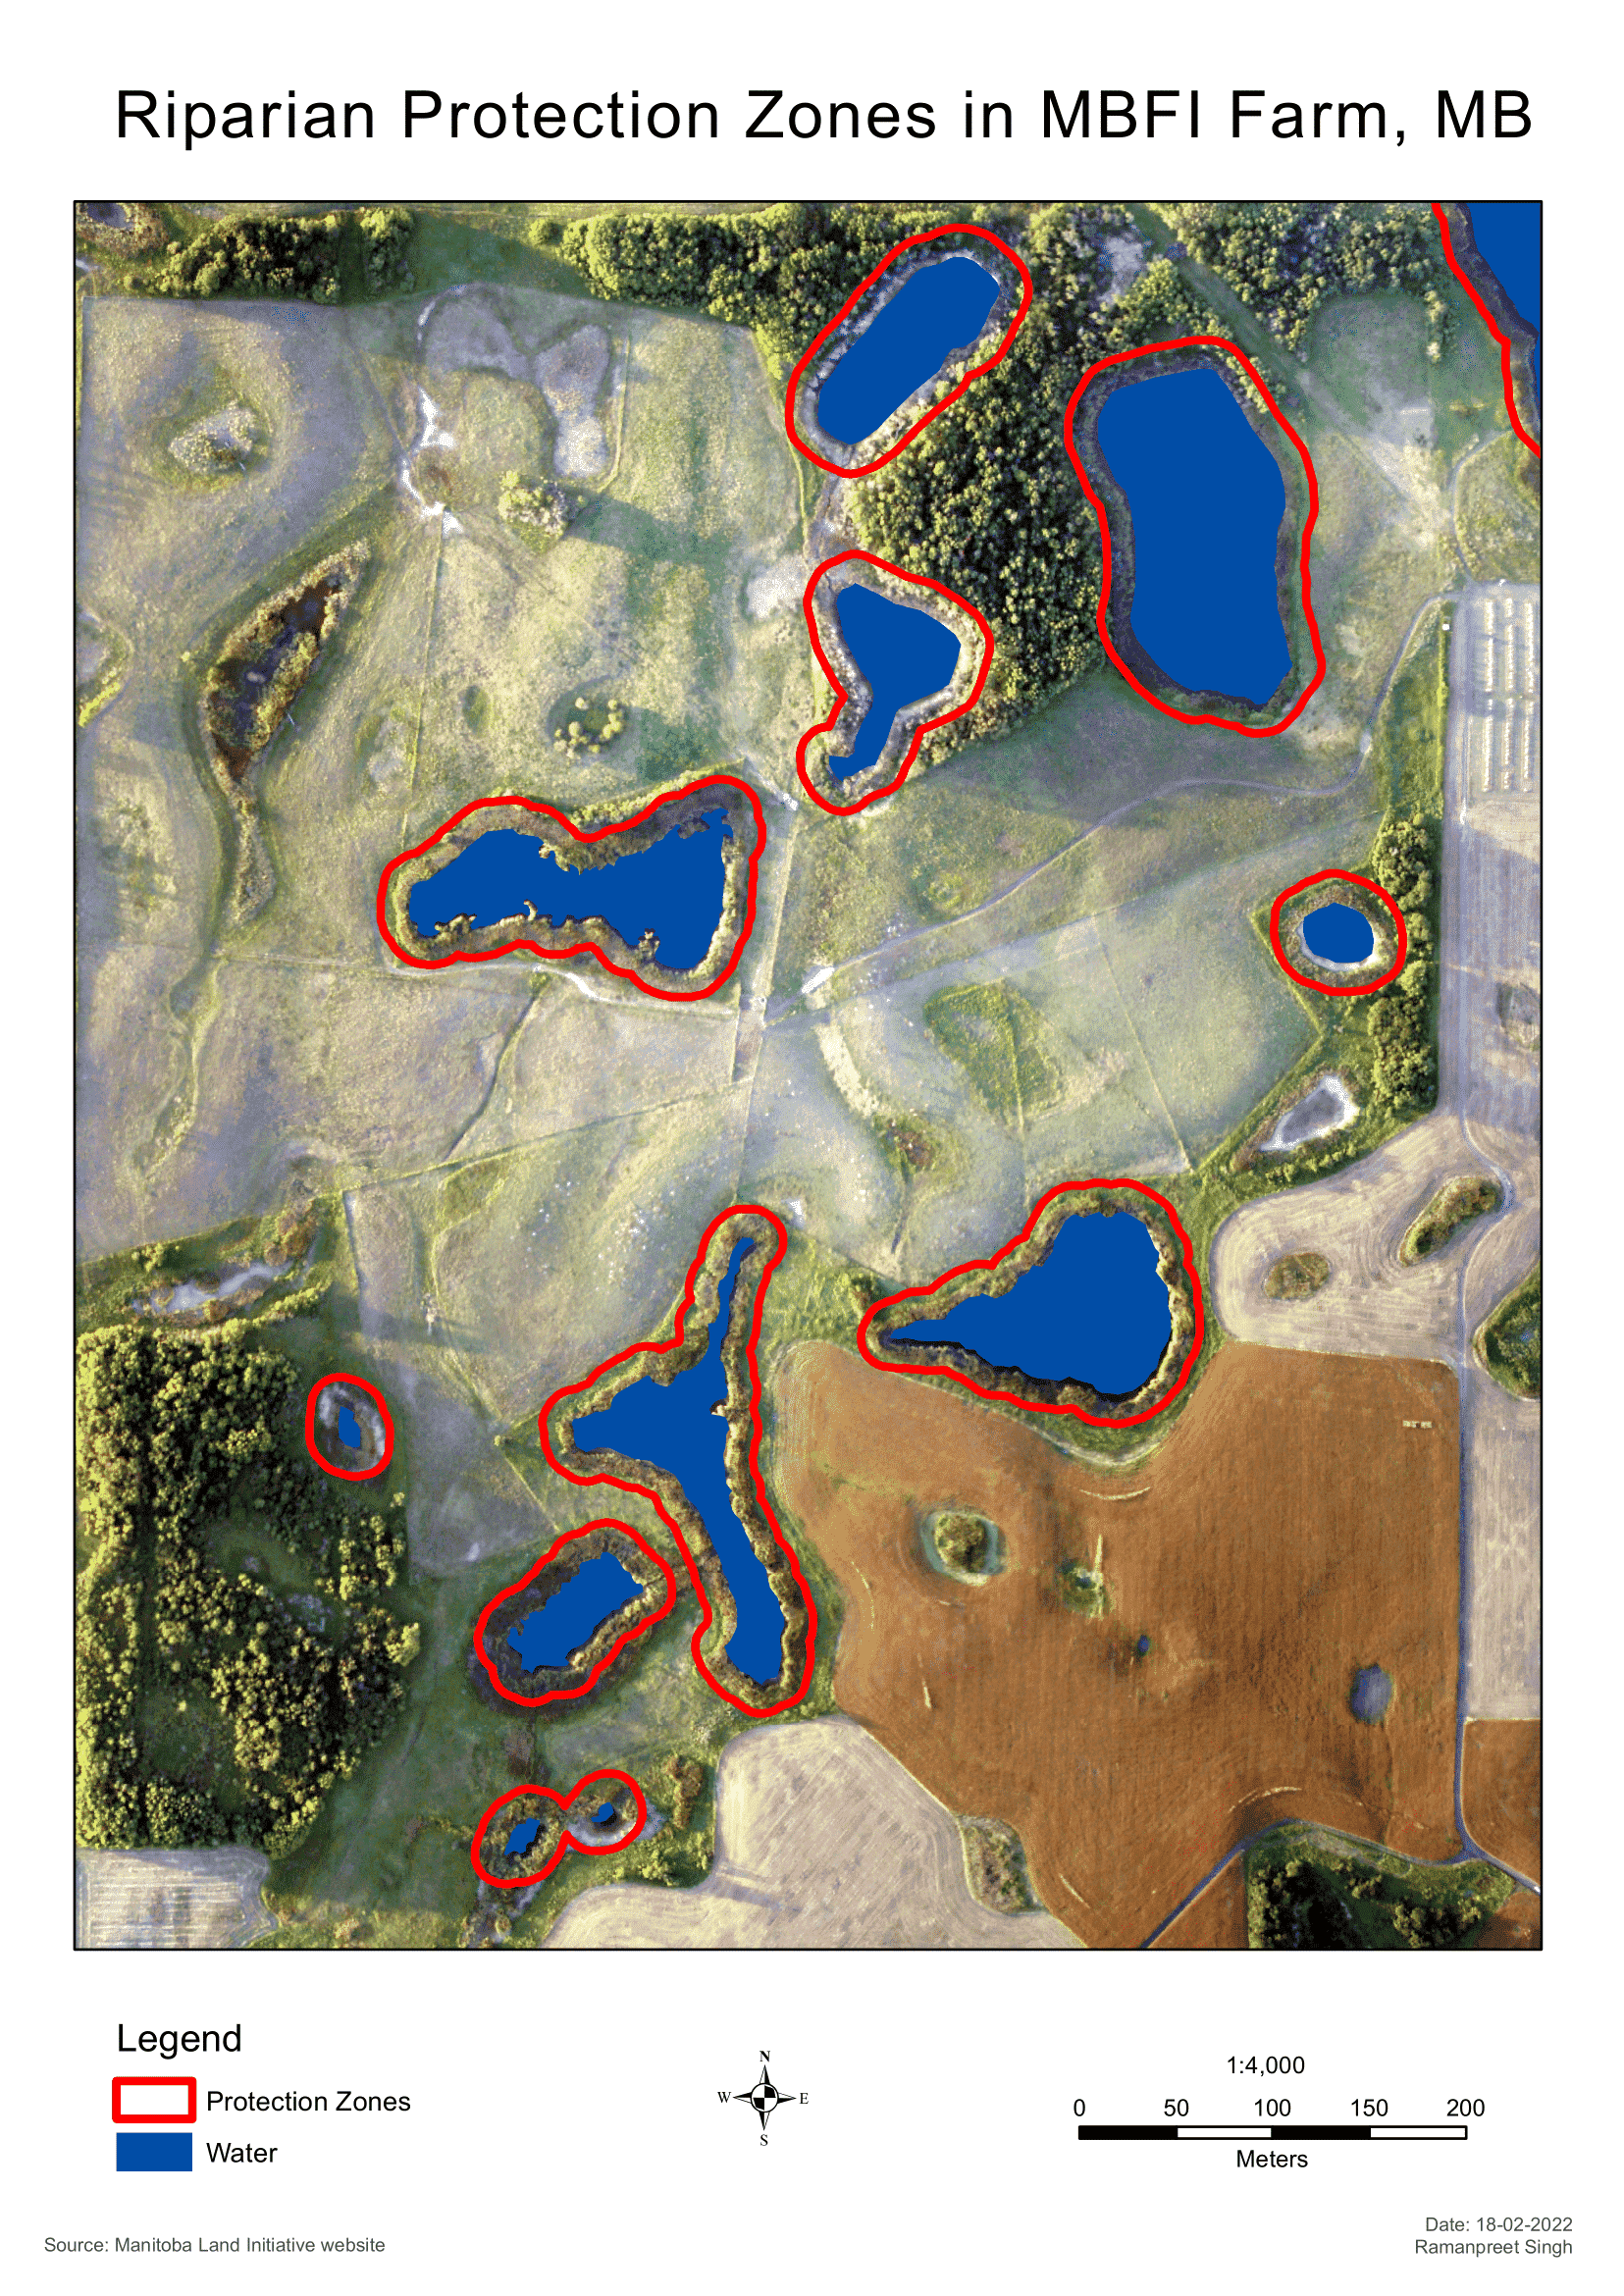 Riparian Protection Zones in MBFI Farm, MB
Legend
Protection Zones
Water
N
W E
S
1:4,000
0 50 100 150 200
Meters
Source: Manitoba Land Initiative website
Date: 18-02-2022
Ramanpreet Singh